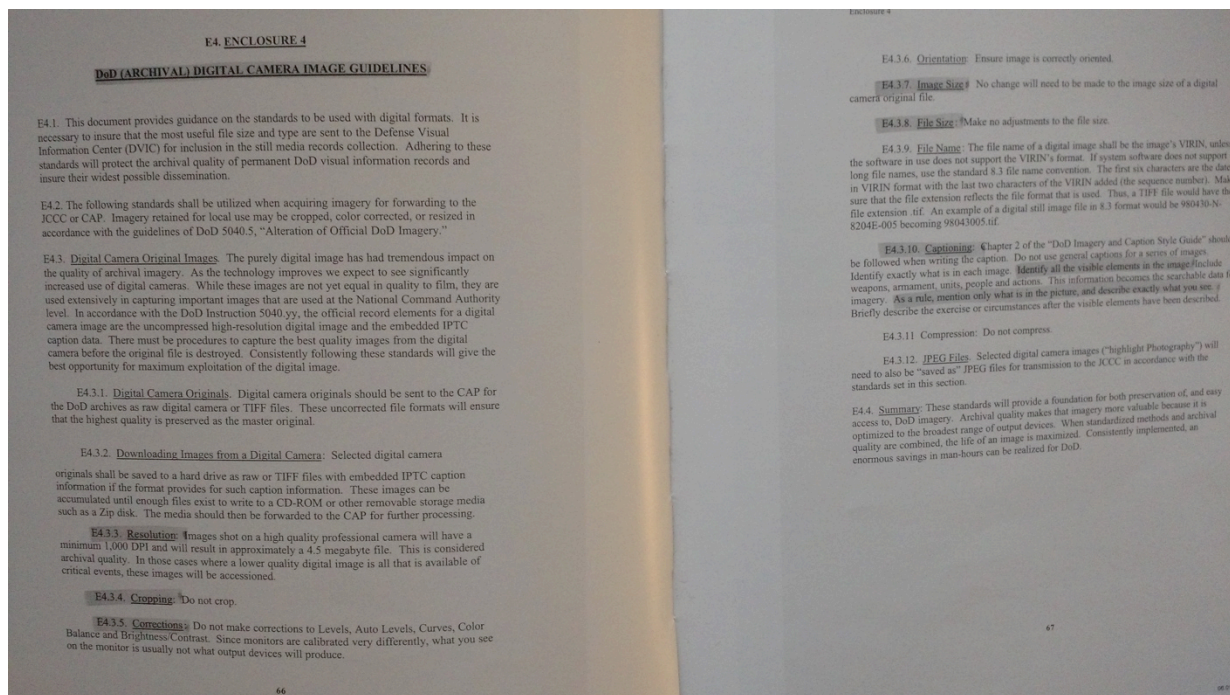 E4. ENCLOSURE 4
DoD (ARCHIVAL) DIGITAL CAMERA IMAGE GUIDELINES
E4.1. This document provides guidance on the standards to be used with digital formats. It is
necessary to insure that the most useful file size and type are sent to the Defense Visual
Information Center (DVIC) for inclusion in the still media records collection. Adhering to these
standards will protect the archival quality of permanent DoD visual information records and
insure their widest possible dissemination.
E4.2. The following standards shall be utilized when acquiring imagery for forwarding to the
JCCC or CAP. Imagery retained for local use may be cropped, color corrected, or resized in
accordance with the guidelines of DoD 5040.5, "Alteration of Official DoD Imagery."
E4.3. Digital Camera Original Images. The purely digital image has had tremendous impact on
the quality of archival imagery. As the technology improves we expect to see significantly
increased use of digital cameras. While these images are not yet equal in quality to film, they are
used extensively in capturing important images that are used at the National Command Authority
level. In accordance with the DoD Instruction 5040.yy, the official record elements for a digital
camera image are the uncompressed high-resolution digital image and the embedded IPTC
caption data. There must be procedures to capture the best quality images from the digital
camera before the original file is destroyed. Consistently following these standards will give the
best opportunity for maximum exploitation of the digital image.
E4.3.1. Digital Camera Originals. Digital camera originals should be sent to the CAP for
the DoD archives as raw digital camera or TIFF files. These uncorrected file formats will ensure
that the highest quality is preserved as the master original.
E4.3.2. Downloading Images from a Digital Camera: Selected digital camera
originals shall be saved to a hard drive as raw or TIFF files with embedded IPTC caption
information if the format provides for such caption information. These images can be
accumulated until enough files exist to write to a CD-ROM or other removable storage media
such as a Zip disk. The media should then be forwarded to the CAP for further processing.
E4.3.3. Resolution: Images shot on a high quality professional camera will have a
minimum 1,000 DPI and will result in approximately a 4.5 megabyte file. This is considered
archival quality. In those cases where a lower quality digital image is all that is available of
critical events, these images will be accessioned.
E4.3.4. Cropping: Do not crop.
E4.3.5. Corrections: Do not make corrections to Levels, Auto Levels, Curves, Color
Balance and Brightness/Contrast. Since monitors are calibrated very differently, what you see
on the monitor is usually not what output devices will produce.
66
Enclosure 4
E4.3.6. Orientation: Ensure image is correctly oriented.
E4.3.7. Image Size: No change will need to be made to the image size of a digital
camera original file.
E4.3.8. File Size: Make no adjustments to the file size.
E4.3.9. File Name: The file name of a digital image shall be the image's VIRIN, unless
the software in use does not support the VIRIN's format. If system software does not support
long file names, use the standard 8.3 file name convention. The first six characters are the date
in VIRIN format with the last two characters of the VIRIN added (the sequence number).
sure that the file extension reflects the file format that is used. Thus, a TIFF file would have the
file extension .tif. An example of a digital still image file in 8.3 format would be 980430-N-
8204E-005 becoming 98043005.tif.
E4.3.10. Captioning: Chapter 2 of the "DoD Imagery and Caption Style Guide"
be followed when writing the caption. Do not use general captions for a series of images.
Identify exactly what is in each image. Identify all the visible elements in the image. Include
weapons, armament, units, people and actions. This information becomes the searchable data
imagery. As a rule, mention only what is in the picture, and describe exactly what you see.
Briefly describe the exercise or circumstances after the visible elements have been described.
E4.3.11 Compression: Do not compress.
E4.3.12. JPEG Files. Selected digital camera images ("highlight Photography") will
need to also be "saved as" JPEG files for transmission to the JCCC in accordance with the
standards set in this section.
E4.4. Summary: These standards will provide a foundation for both preservation of, and easy
access to, DoD imagery. Archival quality makes that imagery more valuable because it is
optimized to the broadest range of output devices. When standardized methods and archival
quality are combined, the life of an image is maximized. Consistently implemented, an
enormous savings in man-hours can be realized for DoD.
67